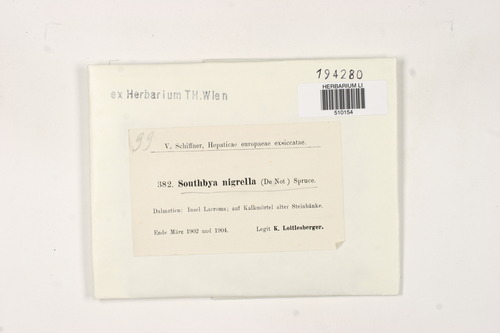 194280
ex Herbarium TH.Wien
HERBARIUM LI
510154
99
V. Schiffner, Hepaticae europaeae exsiccatae.
382. Southbya nigrella (De Not.) Spruce.
Dalmatien: Insel Lacroma; auf Kalkmörtel alter Steinbänke.
Ende März 1902 und 1904. Legit K. Loitlesberger.